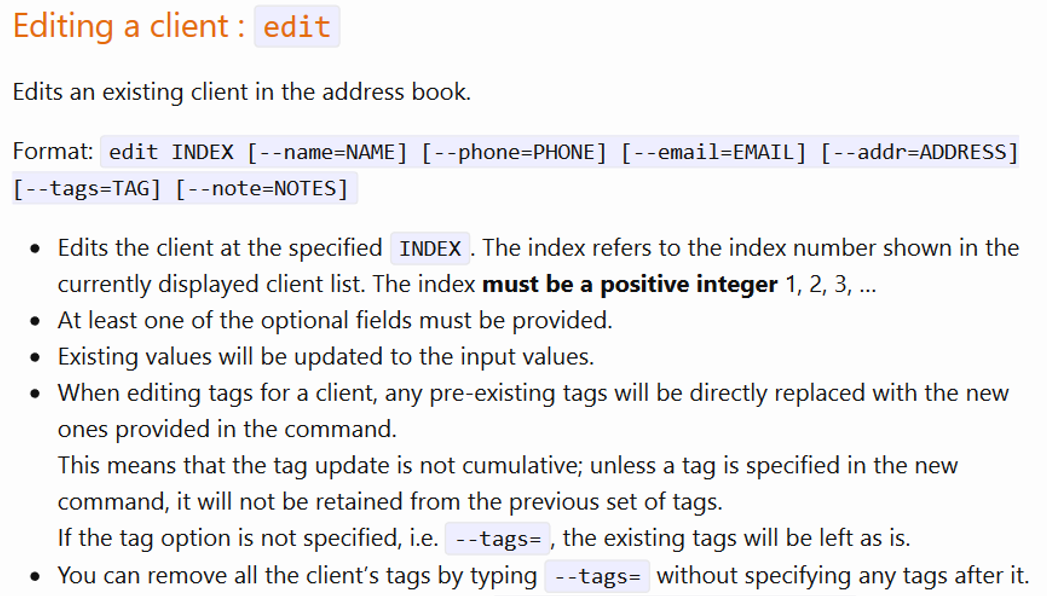 Editing a client : edit
Edits an existing client in the address book.
Format: edit INDEX [--name=NAME] [--phone=PHONE] [--email=EMAIL] [--addr=ADDRESS]
[--tags=TAG] [--note=NOTES]
• Edits the client at the specified INDEX. The index refers to the index number shown in the
currently displayed client list. The index must be a positive integer 1, 2, 3, …
• At least one of the optional fields must be provided.
• Existing values will be updated to the input values.
• When editing tags for a client, any pre-existing tags will be directly replaced with the new
ones provided in the command.
This means that the tag update is not cumulative; unless a tag is specified in the new
command, it will not be retained from the previous set of tags.
If the tag option is not specified, i.e. --tags= , the existing tags will be left as is.
• You can remove all the client’s tags by typing --tags= without specifying any tags after it.